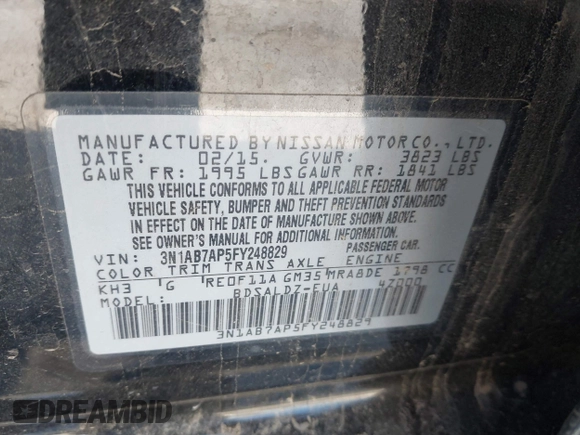 MANUFACTURED BY NISSAN MOTOR CO., LTD.
DATE: 02/15. GVWR: 3823 LBS
GAWR FR: 1995 LBS GAWR RR: 1841 LBS
THIS VEHICLE CONFORMS TO ALL APPLICABLE FEDERAL MOTOR
VEHICLE SAFETY, BUMPER AND THEFT PREVENTION STANDARDS
IN EFFECT ON THE DATE OF MANUFACTURE SHOWN ABOVE.
SEE OWNER'S MANUAL FOR ADDITIONAL INFORMATION.
VIN: 3N1AB7AP5FY248829 PASSENGER CAR.
COLOR TRIM TRANS AXLE ENGINE
KH3 G RE0F11A GM35 MRA8DE 1798 CC
MODEL: BDSALDZ-EUA 4Z000
3N1AB7AP5FY248829
DREAMBID